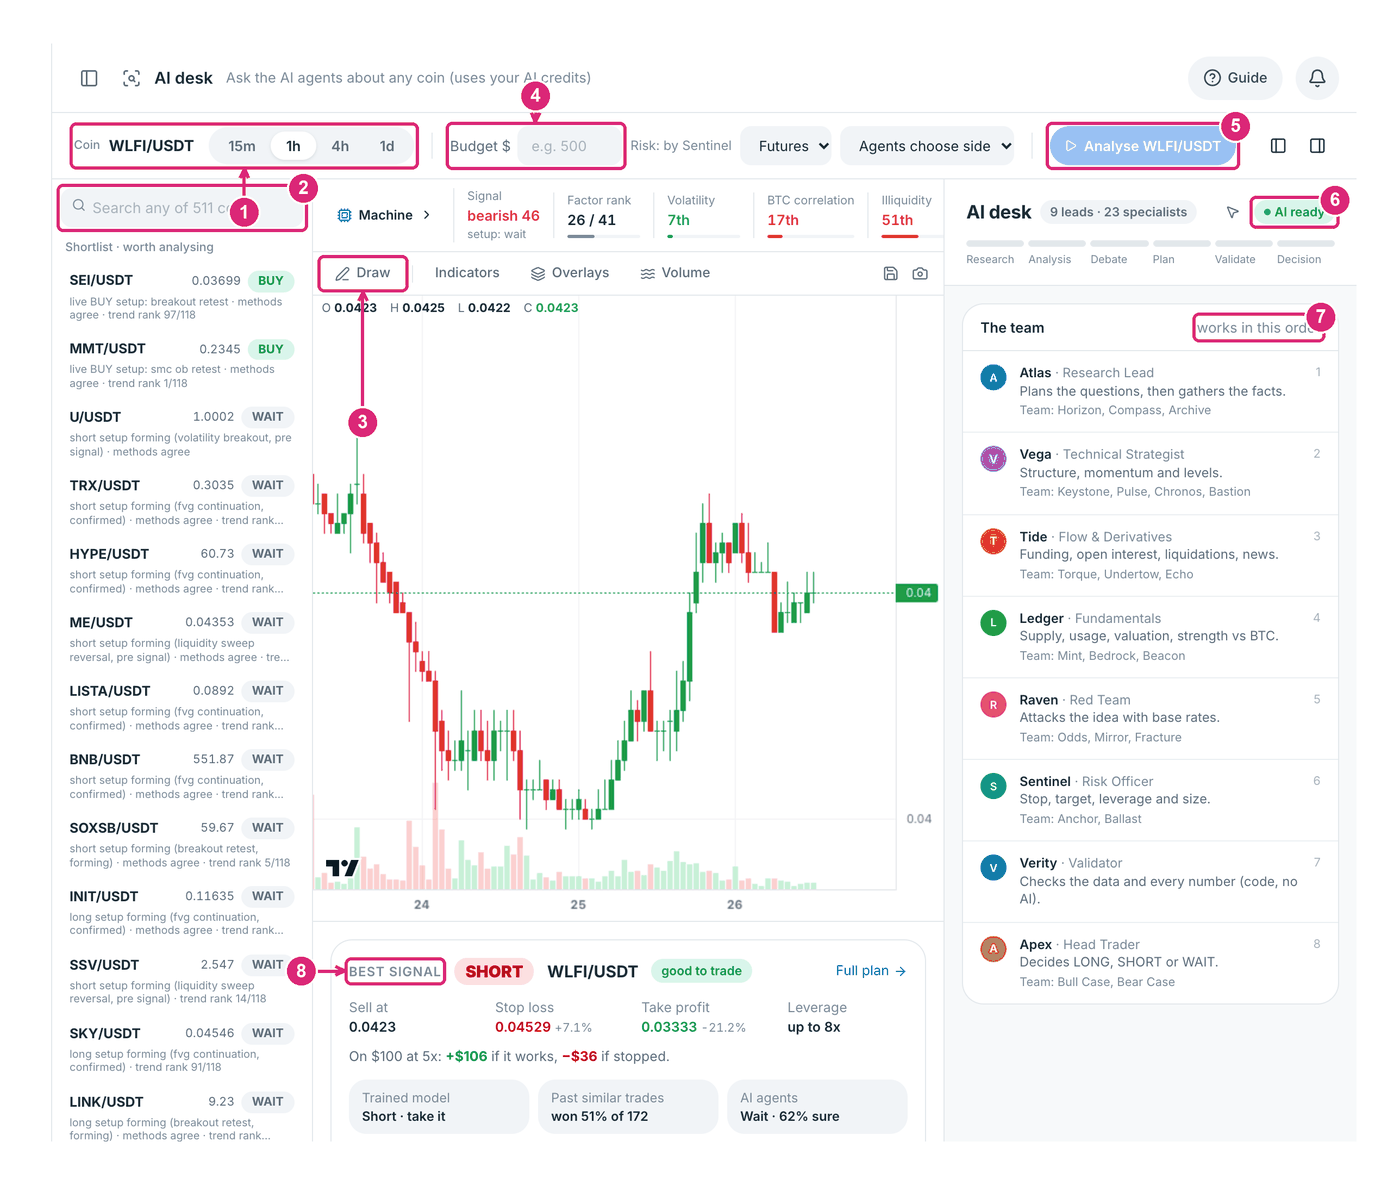 AI desk Ask the AI agents about any coin (uses your AI credits)
Guide
4
Coin WLFI/USDT 15m 1h 4h 1d
Budget $ e.g. 500
Risk: by Sentinel
Futures
Agents choose side
Analyse WLFI/USDT
5
Search any of 511
1
2
Shortlist · worth analysing
SEI/USDT 0.03699 BUY
live BUY setup: breakout retest · methods
agree · trend rank 97/118
MMT/USDT 0.2345 BUY
live BUY setup: smc ob retest · methods
agree · trend rank 1/118
U/USDT 1.0002 WAIT
short setup forming (volatility breakout, pre
signal) · methods agree
TRX/USDT 0.3035 WAIT
short setup forming (fvg continuation,
confirmed) · methods agree · trend rank...
HYPE/USDT 60.73 WAIT
short setup forming (fvg continuation,
confirmed) · methods agree · trend rank...
ME/USDT 0.04353 WAIT
short setup forming (liquidity sweep
reversal, pre signal) · methods agree · tre...
LISTA/USDT 0.0892 WAIT
short setup forming (fvg continuation,
confirmed) · methods agree · trend rank...
BNB/USDT 551.87 WAIT
short setup forming (fvg continuation,
confirmed) · methods agree · trend rank...
SOXSB/USDT 59.67 WAIT
short setup forming (breakout retest,
forming) · methods agree · trend rank 5/118
INIT/USDT 0.11635 WAIT
long setup forming (fvg continuation,
confirmed) · methods agree · trend rank...
SSV/USDT 2.547 WAIT
short setup forming (liquidity sweep
reversal, pre signal) · trend rank 14/118
SKY/USDT 0.04546 WAIT
long setup forming (fvg continuation,
confirmed) · trend rank 91/118
LINK/USDT 9.23 WAIT
long setup forming (breakout retest,
forming) · methods agree · trend rank...
Machine
Signal
bearish 46
setup: wait
Factor rank
26 / 41
Volatility
7th
BTC correlation
17th
Illiquidity
51th
Draw Indicators Overlays Volume
O 0.0423 H 0.0425 L 0.0422 C 0.0423
3
0.04
0.04
24 25 26
8
BEST SIGNAL SHORT WLFI/USDT good to trade Full plan →
Sell at
0.0423
Stop loss
0.04529 +7.1%
Take profit
0.03333 -21.2%
Leverage
up to 8x
On $100 at 5x: +$106 if it works, −$36 if stopped.
Trained model
Short · take it
Past similar trades
won 51% of 172
AI agents
Wait · 62% sure
AI desk 9 leads · 23 specialists AI ready
6
Research Analysis Debate Plan Validate Decision
The team works in this
7
Atlas · Research Lead 1
Plans the questions, then gathers the facts.
Team: Horizon, Compass, Archive
Vega · Technical Strategist 2
Structure, momentum and levels.
Team: Keystone, Pulse, Chronos, Bastion
Tide · Flow & Derivatives 3
Funding, open interest, liquidations, news.
Team: Torque, Undertow, Echo
Ledger · Fundamentals 4
Supply, usage, valuation, strength vs BTC.
Team: Mint, Bedrock, Beacon
Raven · Red Team 5
Attacks the idea with base rates.
Team: Odds, Mirror, Fracture
Sentinel · Risk Officer 6
Stop, target, leverage and size.
Team: Anchor, Ballast
Verity · Validator 7
Checks the data and every number (code, no
AI).
Apex · Head Trader 8
Decides LONG, SHORT or WAIT.
Team: Bull Case, Bear Case